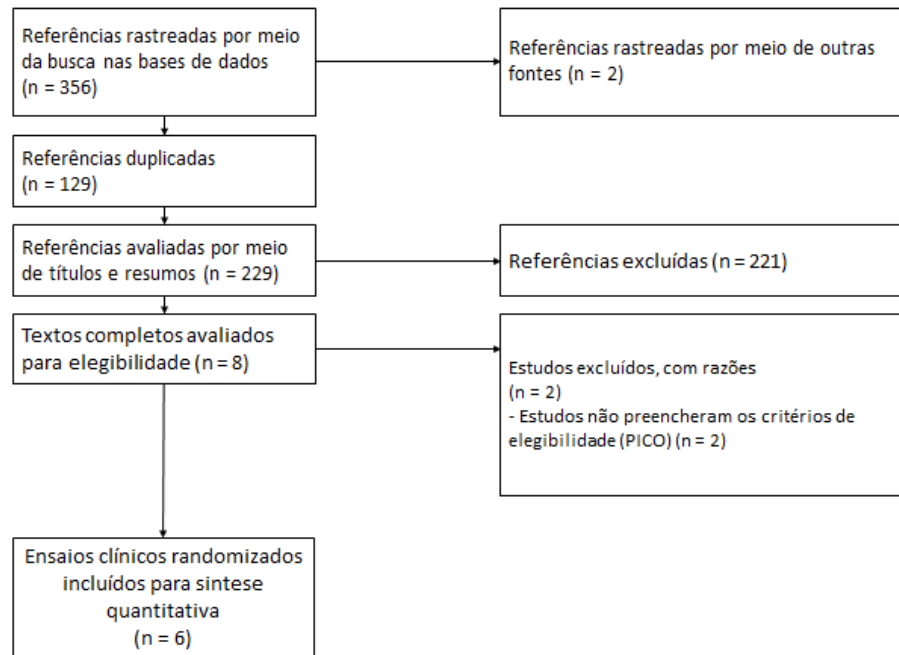 Referências rastreadas por meio
da busca nas bases de dados
(n = 356)
Referências rastreadas por meio de outras
fontes (n = 2)
Referências duplicadas
(n = 129)
Referências avaliadas por meio
de títulos e resumos (n = 229)
Referências excluídas (n = 221)
Textos completos avaliados
para elegibilidade (n = 8)
Estudos excluídos, com razões
(n = 2)
- Estudos não preencheram os critérios de
elegibilidade (PICO) (n = 2)
Ensaios clínicos randomizados
incluídos para sintese
quantitativa
(n = 6)